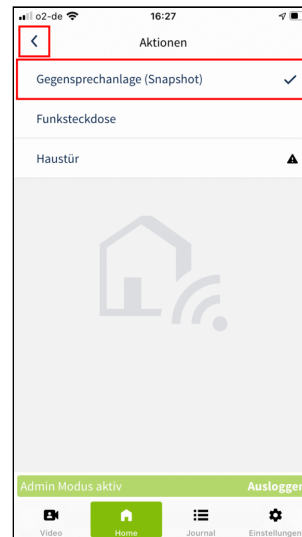 o2-de 16:27
Aktionen
Gegensprechanlage (Snapshot)
Funksteckdose
Haustür
Admin Modus aktiv Ausloggen
Video Home Journal Einstellungen